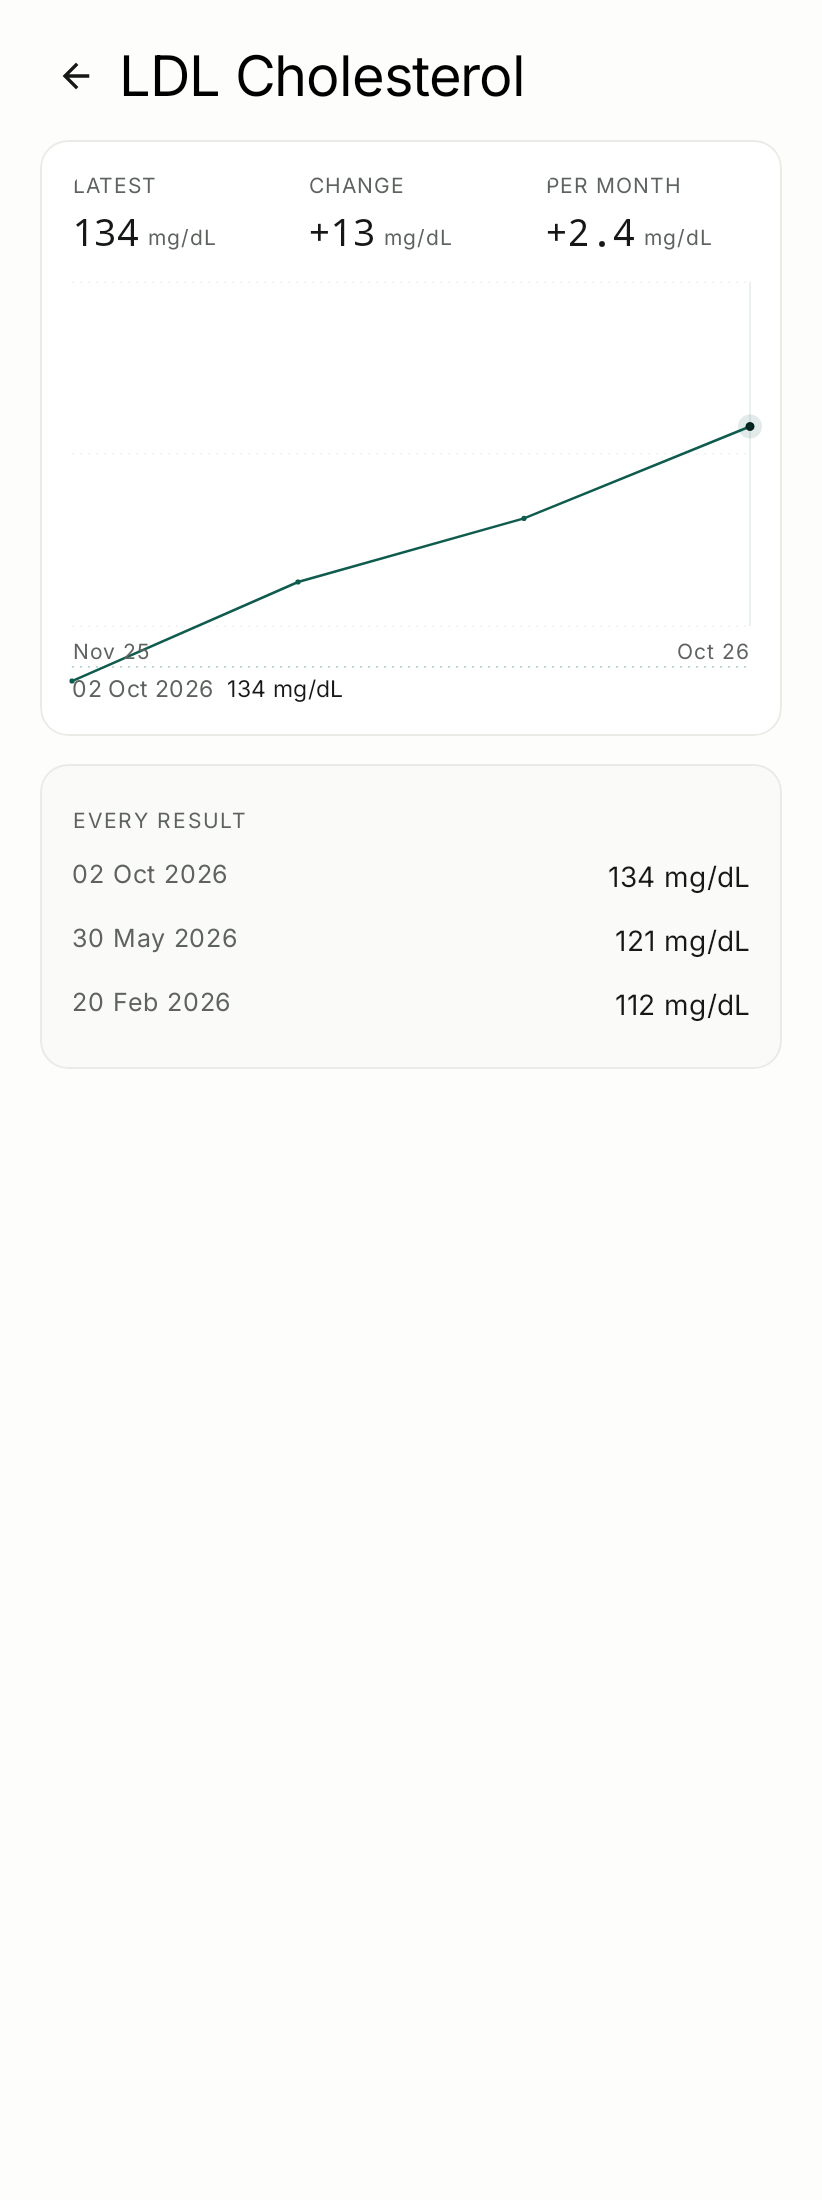 LDL Cholesterol
LATEST CHANGE PER MONTH
134 mg/dL +13 mg/dL +2.4 mg/dL
Nov 25 Oct 26
02 Oct 2026 134 mg/dL
EVERY RESULT
02 Oct 2026 134 mg/dL
30 May 2026 121 mg/dL
20 Feb 2026 112 mg/dL